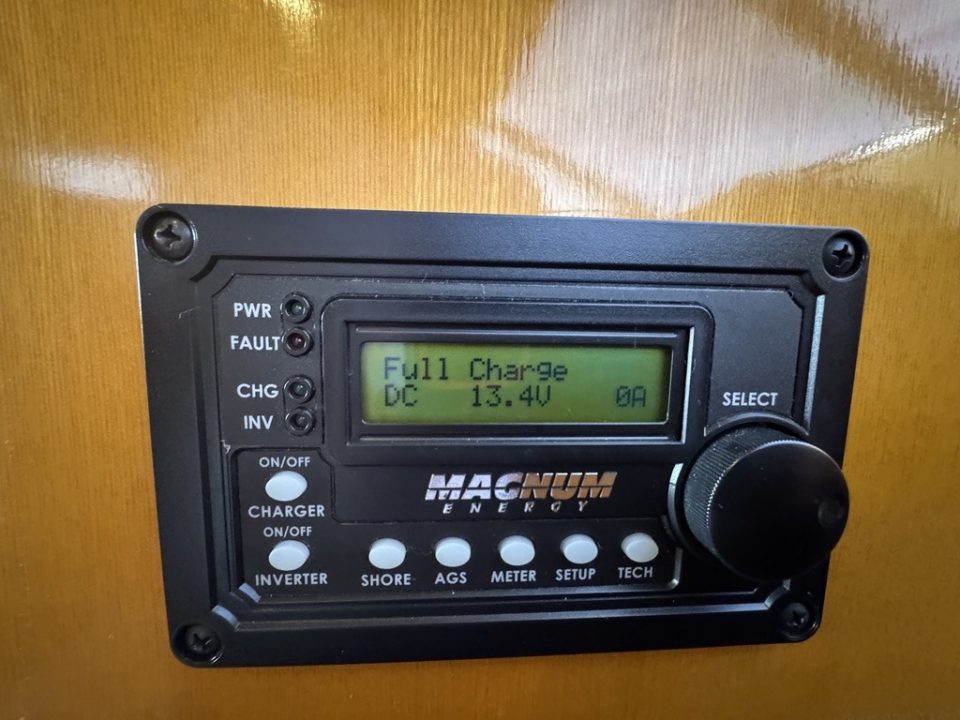 PWR
FAULT
CHG
INV
Full Charge
DC 13.4V 0A
SELECT
ON/OFF
CHARGER
ON/OFF
INVERTER
MAGNUM
ENERGY
SHORE AGS METER SETUP TECH